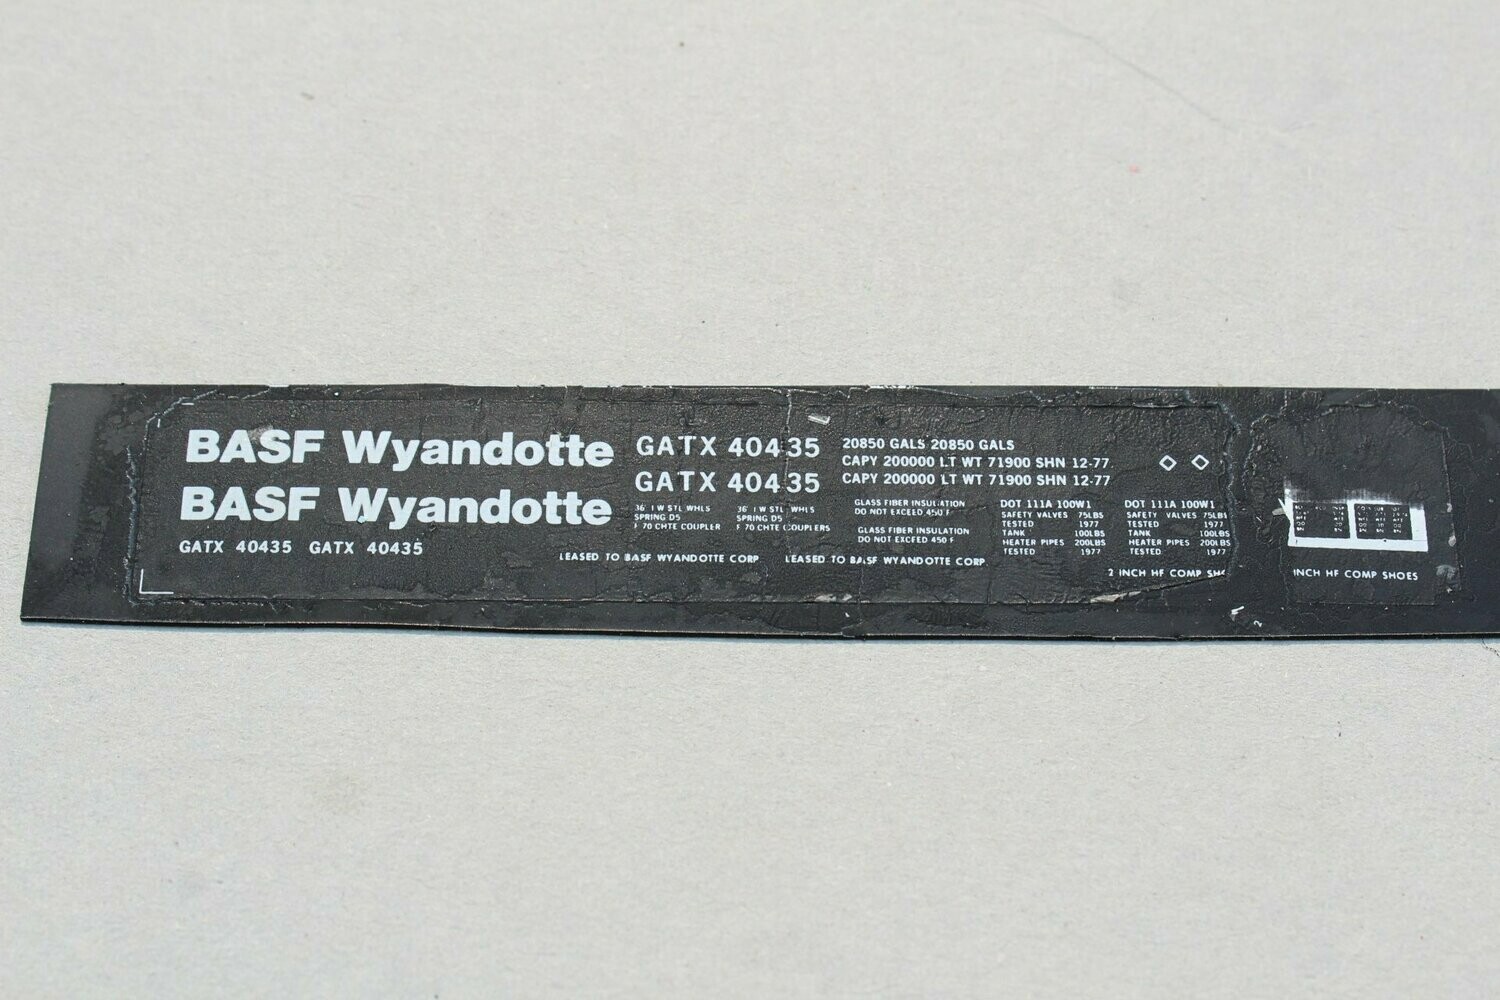 BASF Wyandotte
BASF Wyandotte
GATX 40435 GATX 40435
GATX 40435
GATX 40435
36 1 W STL WHLS
SPRING D5
F 70 CHTE COUPLER
36 1 W STL WHLS
SPRING D5
F 70 CHTE COUPLERS
LEASED TO BASF WYANDOTTE CORP LEASED TO BASF WYANDOTTE CORP
20850 GALS 20850 GALS
CAPY 200000 LT WT 71900 SHN 12-77
CAPY 200000 LT WT 71900 SHN 12-77
GLASS FIBER INSULATION
DO NOT EXCEED 450 F
GLASS FIBER INSULATION
DO NOT EXCEED 450 F
DOT 111A 100W1
SAFETY VALVES 75LBS
TESTED 1977
TANK 100LBS
HEATER PIPES 200LBS
TESTED 1977
DOT 111A 100W1
SAFETY VALVES 75LBS
TESTED 1977
TANK 100LBS
HEATER PIPES 200LBS
TESTED 1977
2 INCH HF COMP SH
INCH HF COMP SHOES
2